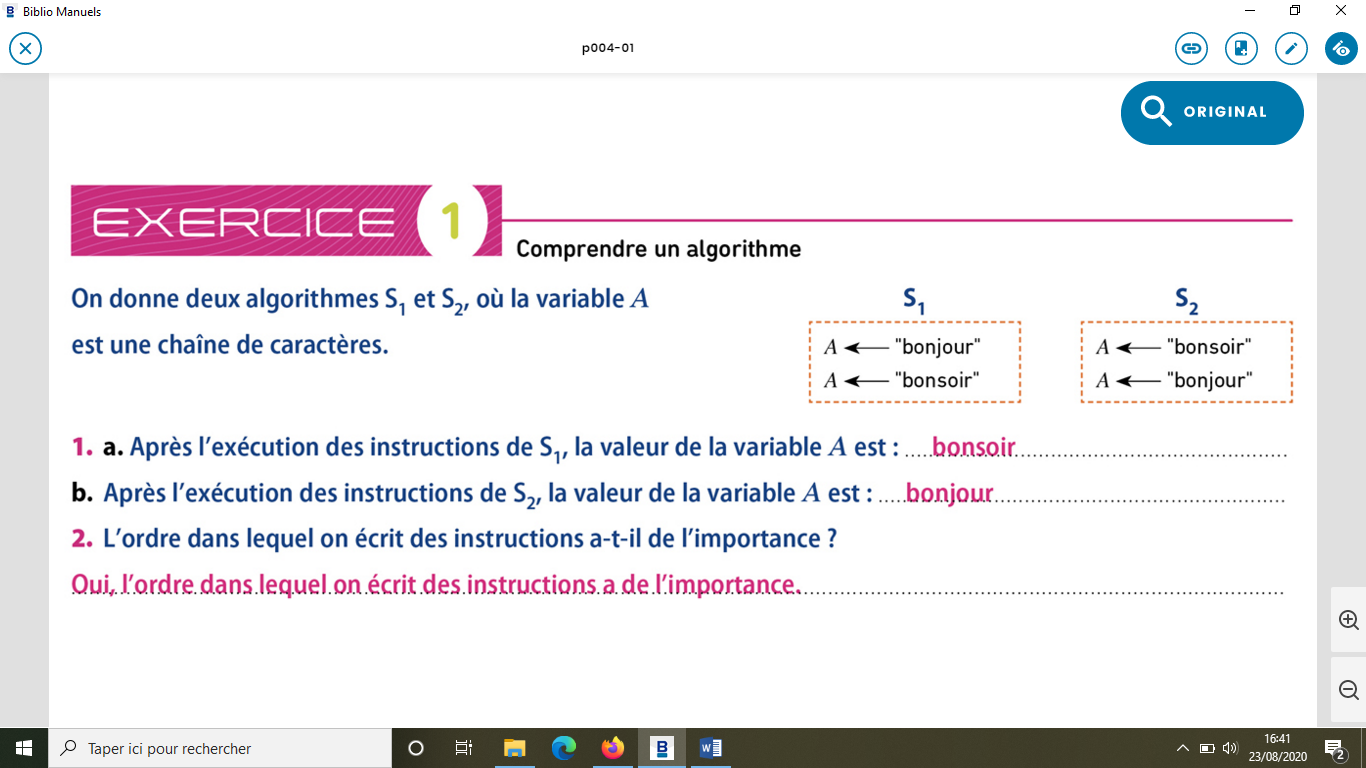 Biblio Manuels
p004-01
ORIGINAL
EXERCICE 1
Comprendre un algorithme
On donne deux algorithmes S1 et S2, où la variable A
est une chaîne de caractères.
S1
A ← "bonjour"
A ← "bonsoir"
S2
A ← "bonsoir"
A ← "bonjour"
1. a. Après l'exécution des instructions de S1, la valeur de la variable A est : bonsoir
b. Après l'exécution des instructions de S2, la valeur de la variable A est : bonjour
2. L'ordre dans lequel on écrit des instructions a-t-il de l'importance ?
Oui, l'ordre dans lequel on écrit des instructions a de l'importance.
Taper ici pour rechercher
16:41
23/08/2020
2